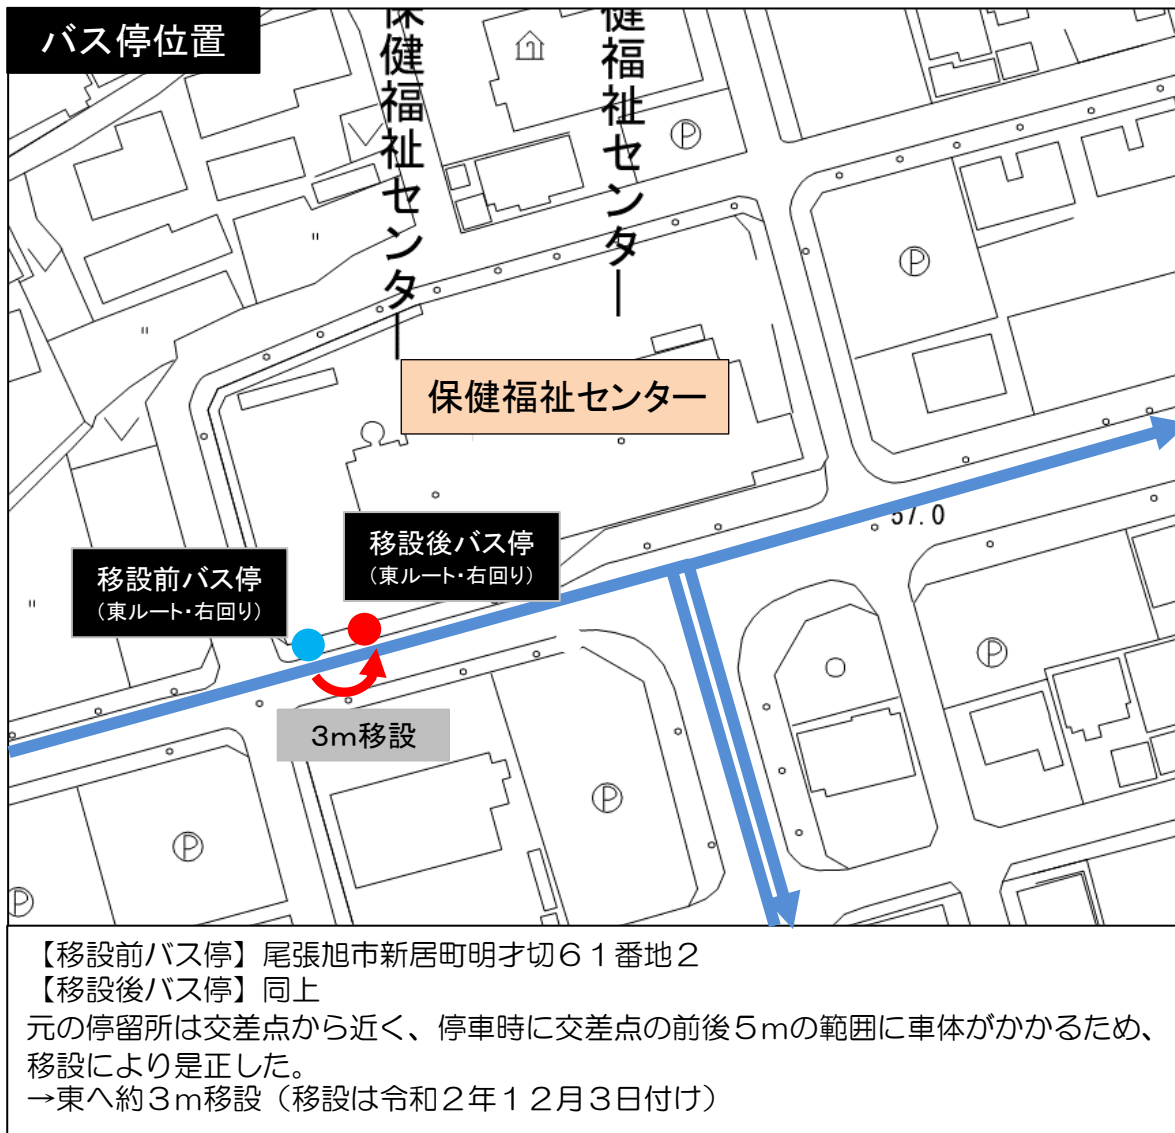 バス停位置
保健福祉センター
健福祉センター
Ⓟ
Ⓟ
保健福祉センター
57.0
移設後バス停
（東ルート・右回り）
移設前バス停
（東ルート・右回り）
Ⓟ
3m移設
Ⓟ
Ⓟ
Ⓟ
【移設前バス停】尾張旭市新居町明才切６１番地２
【移設後バス停】同上
元の停留所は交差点から近く、停車時に交差点の前後５ｍの範囲に車体がかかるため、
移設により是正した。
→東へ約３ｍ移設（移設は令和２年１２月３日付け）